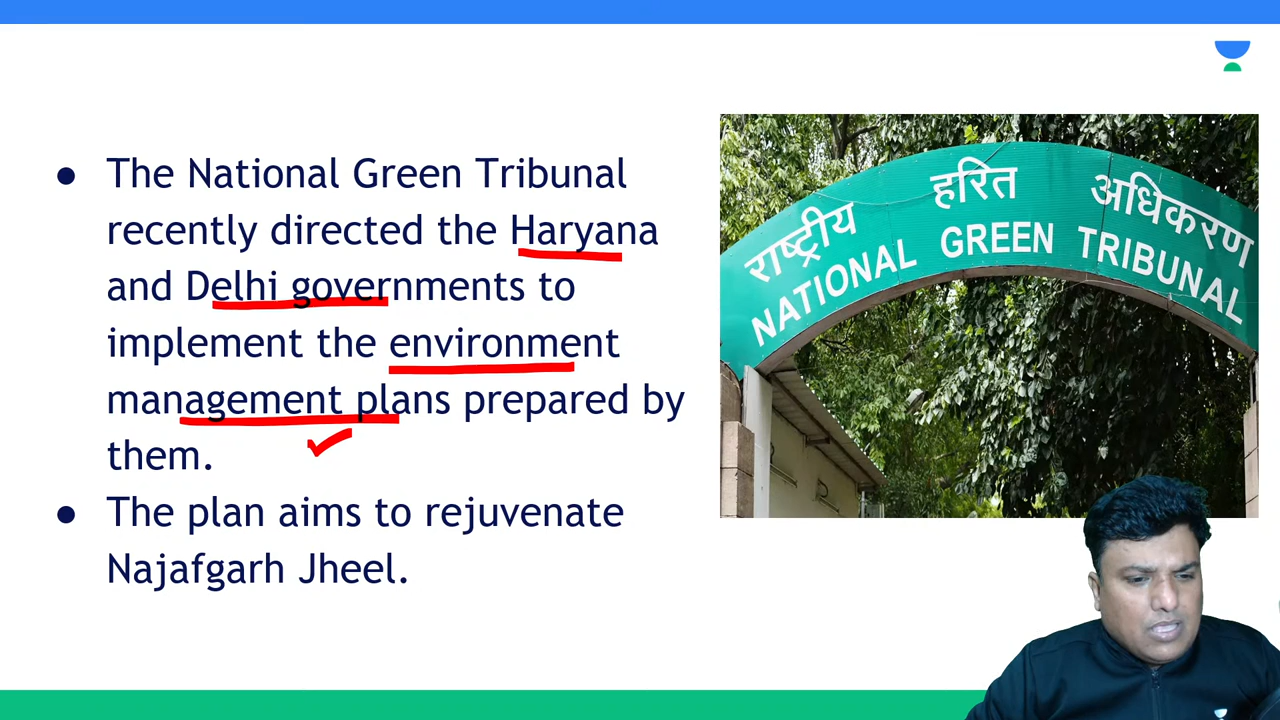 ● The National Green Tribunal
recently directed the Haryana
and Delhi governments to
implement the environment
management plans prepared by
them.
● The plan aims to rejuvenate
Najafgarh Jheel.
राष्ट्रीय हरित अधिकरण
NATIONAL GREEN TRIBUNAL